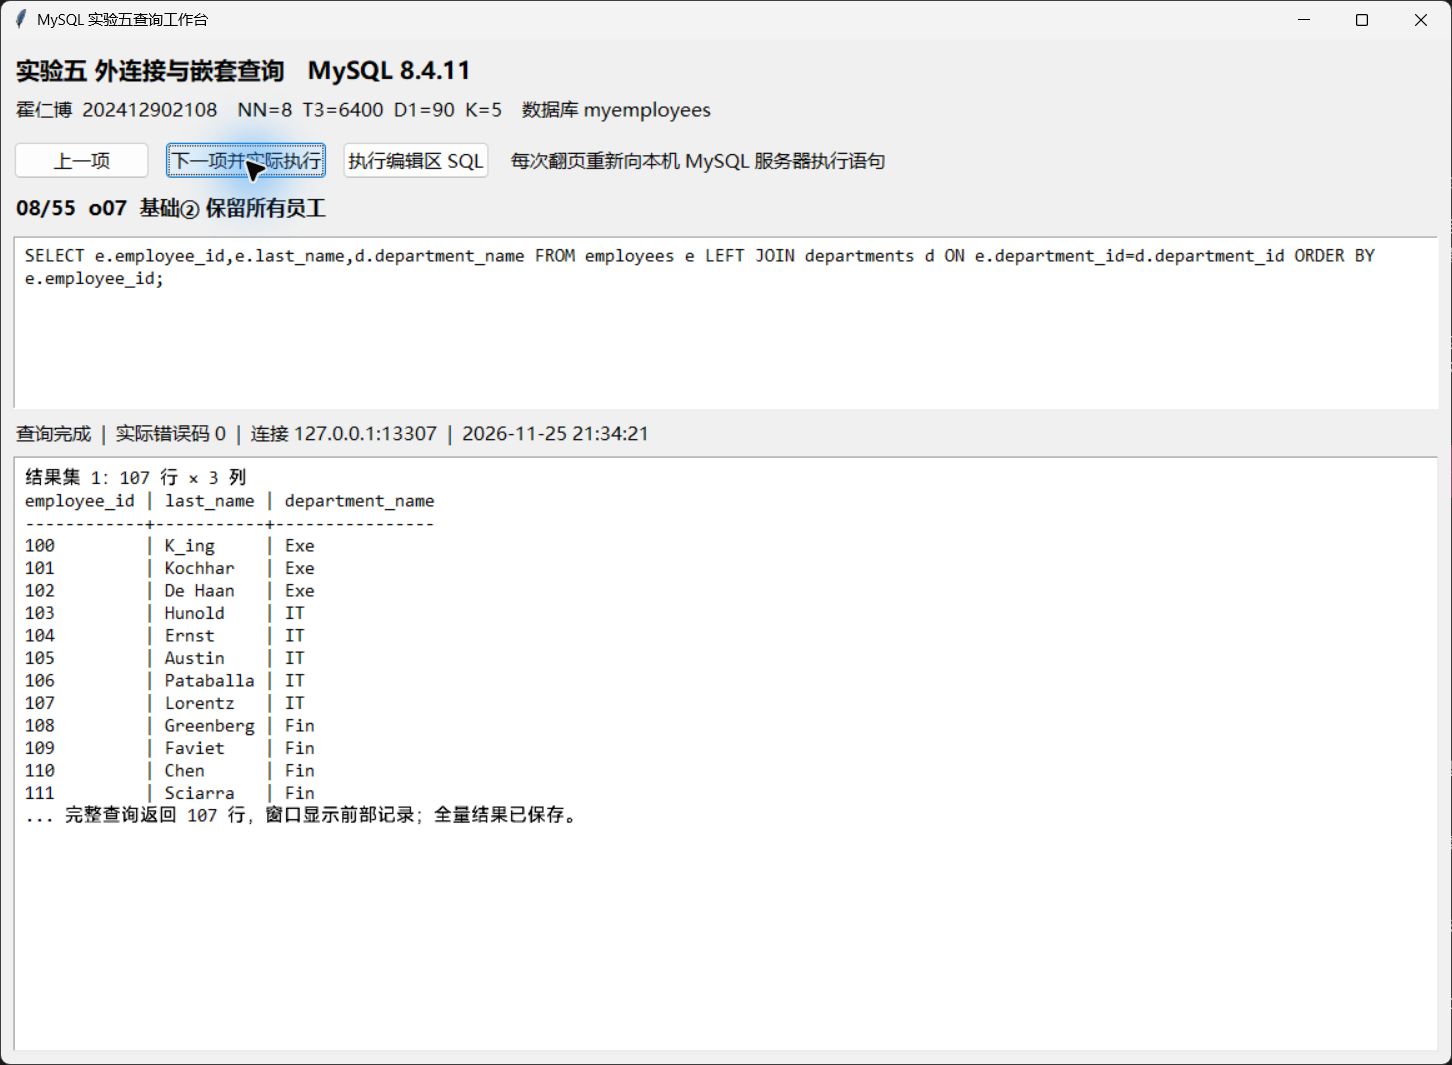 MySQL 实验五查询工作台
实验五 外连接与嵌套查询 MySQL 8.4.11
霍仁博 202412902108 NN=8 T3=6400 D1=90 K=5 数据库 myemployees
上一项 下一项并实际执行 执行编辑区 SQL 每次翻页重新向本机 MySQL 服务器执行语句
08/55 o07 基础② 保留所有员工
SELECT e.employee_id,e.last_name,d.department_name FROM employees e LEFT JOIN departments d ON e.department_id=d.department_id ORDER BY
e.employee_id;
查询完成 | 实际错误码 0 | 连接 127.0.0.1:13307 | 2026-11-25 21:34:21
结果集 1: 107 行 × 3 列
employee_id | last_name | department_name
------------+-----------+----------------
100 | K_ing | Exe
101 | Kochhar | Exe
102 | De Haan | Exe
103 | Hunold | IT
104 | Ernst | IT
105 | Austin | IT
106 | Pataballa | IT
107 | Lorentz | IT
108 | Greenberg | Fin
109 | Faviet | Fin
110 | Chen | Fin
111 | Sciarra | Fin
... 完整查询返回 107 行，窗口显示前部记录；全量结果已保存。